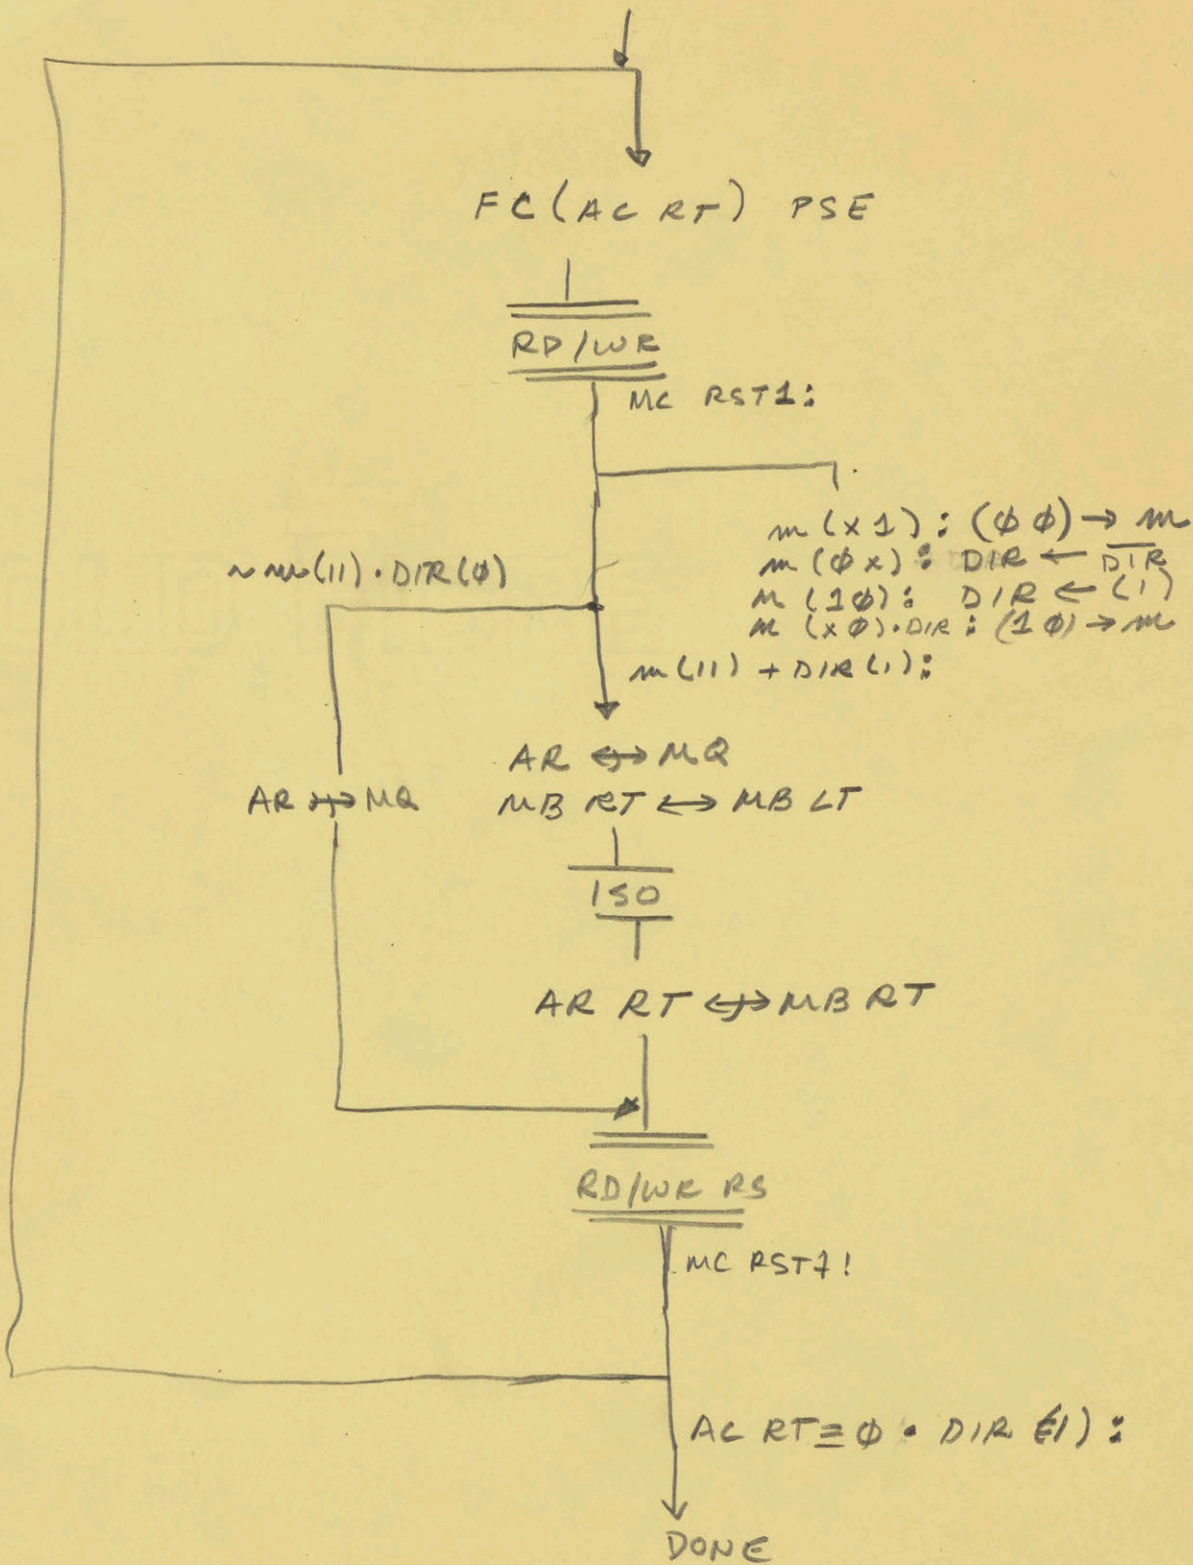 FC(AC RT) PSE
RD/WR
MC RST1:
m(x1): (φφ)→m
m(φx): DIR ← D̅I̅R̅
m(1φ): DIR ← (1)
m(xφ)·DIR: (1φ)→m
~m(11)·DIR(φ)
m(11)+DIR(1):
AR ↔ MQ
AR ↔ MQ
MB RT ↔ MB LT
ISO
AR RT ↔ MB RT
RD/WR RS
MC RST1!
AC RT≡φ·DIR(1):
DONE